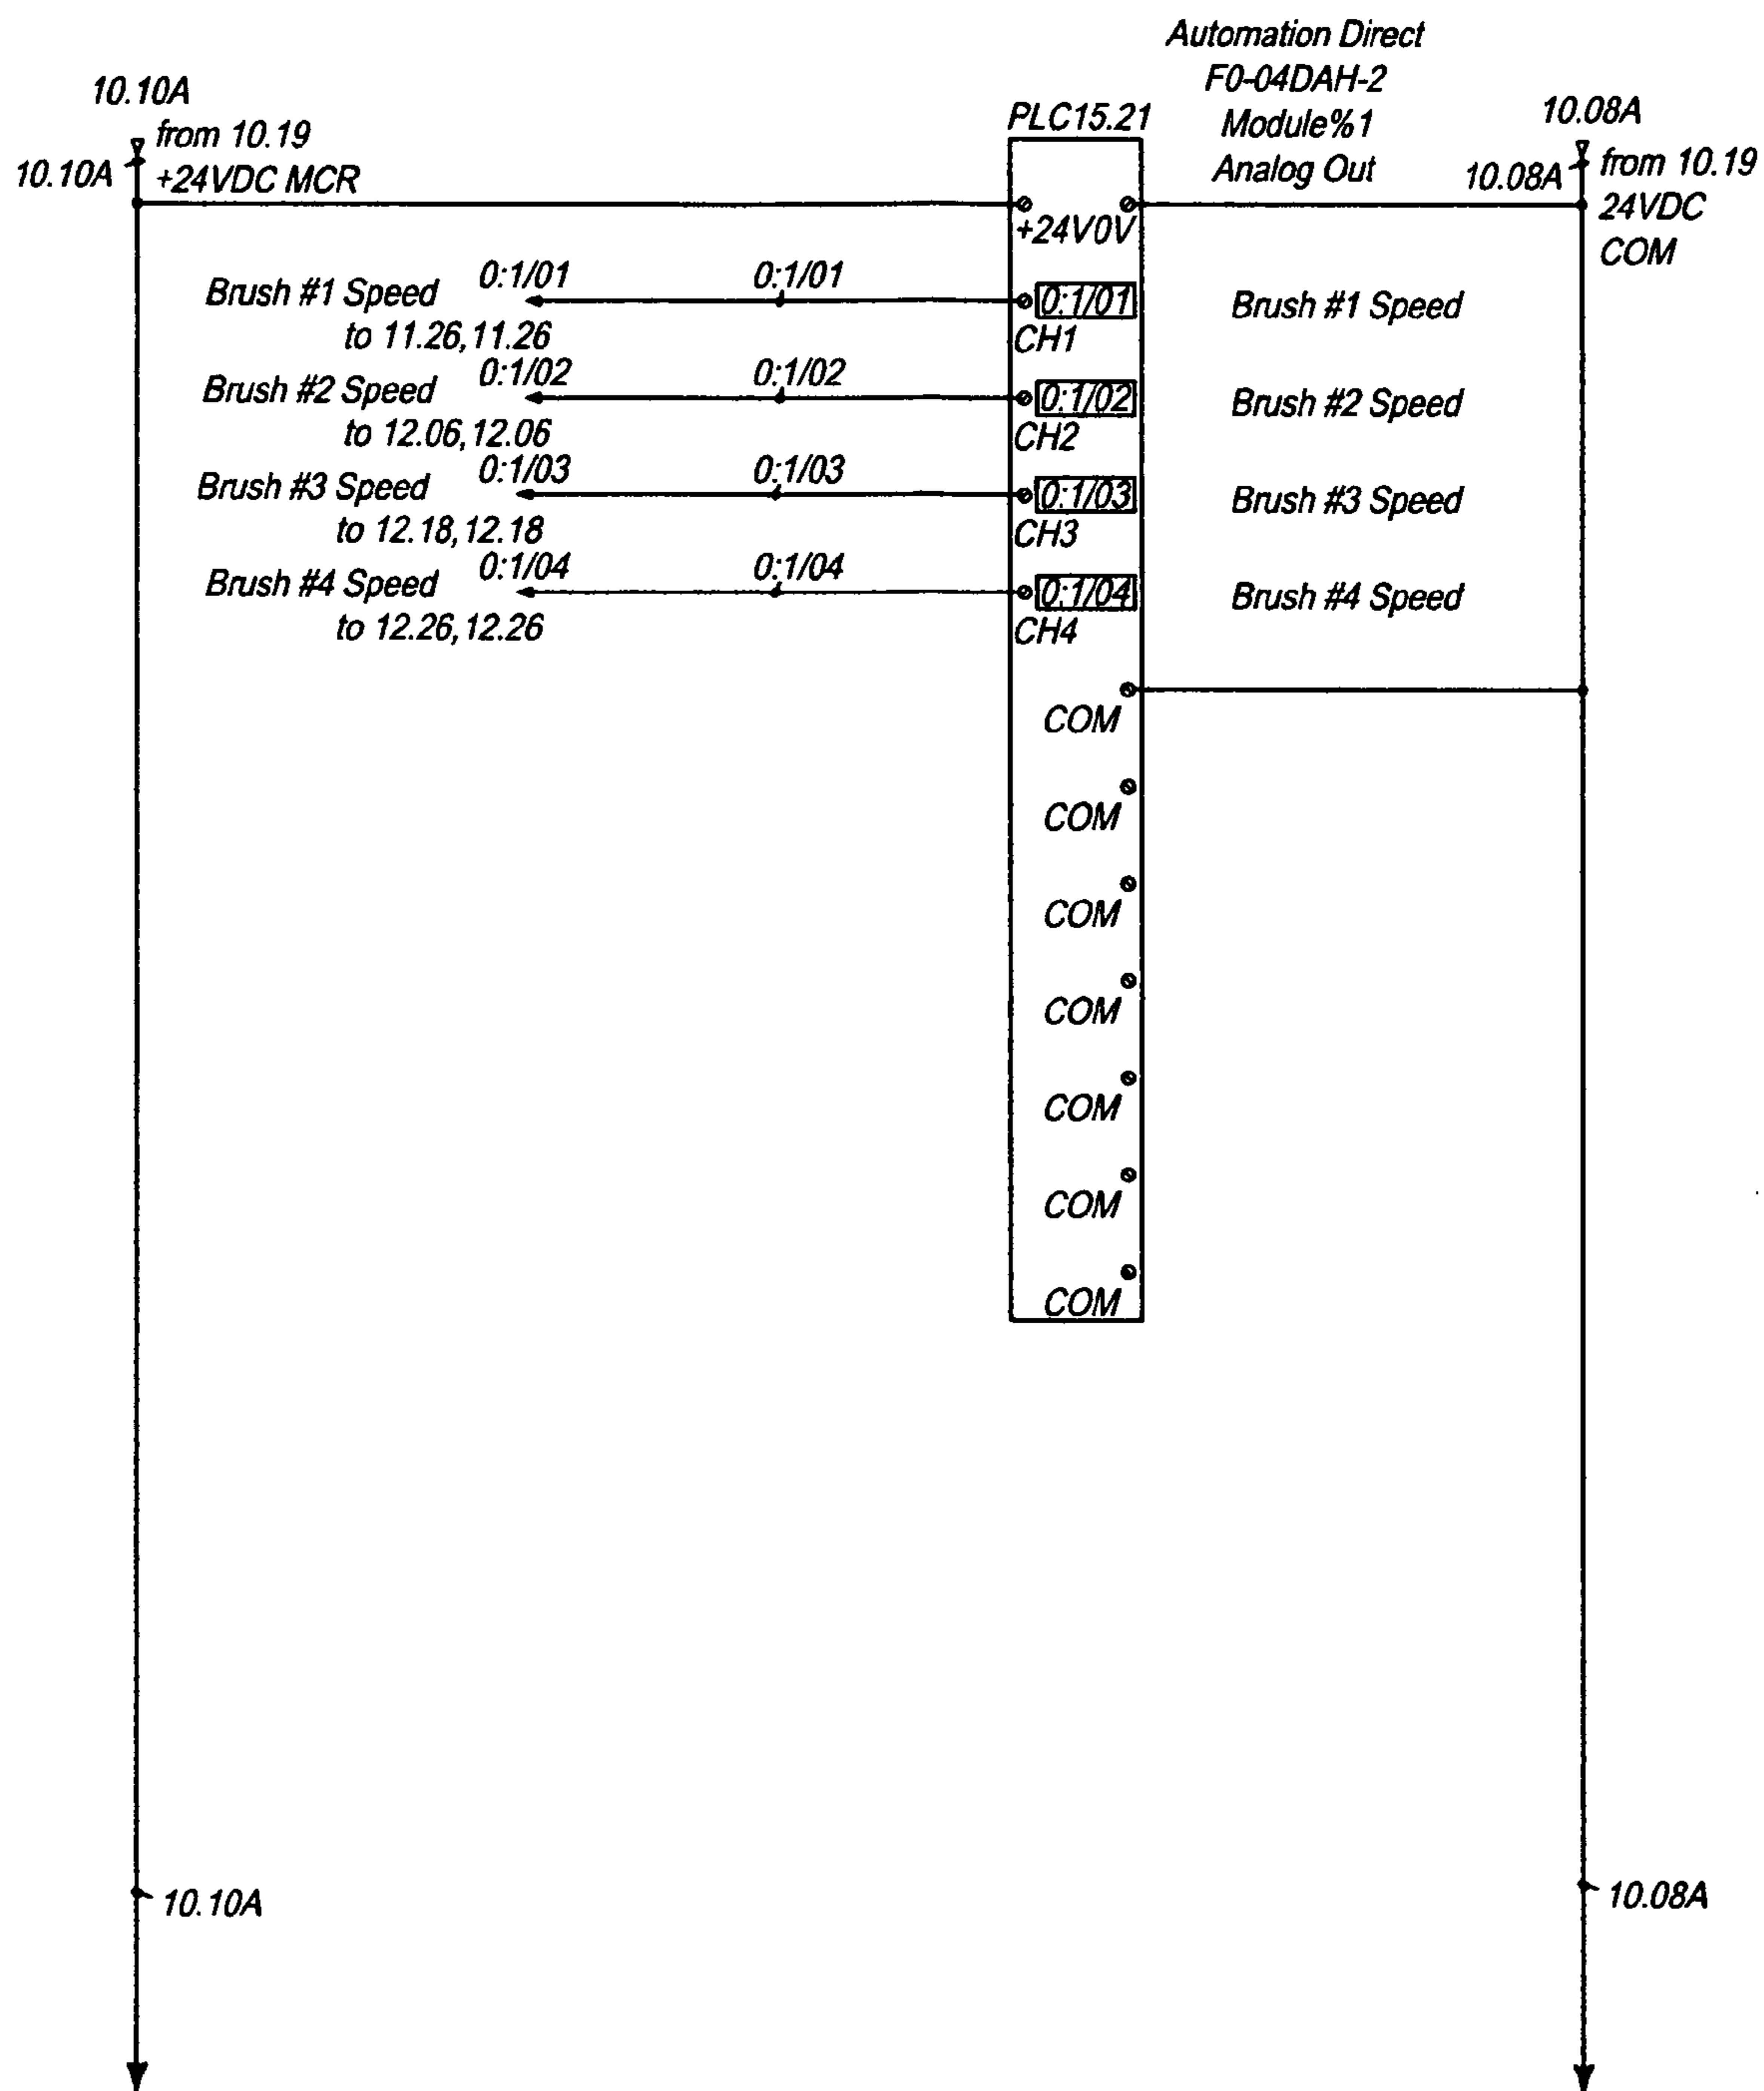 Automation Direct
F0-04DAH-2
Module%1
Analog Out
10.10A
from 10.19
10.10A
+24VDC MCR
PLC15.21
10.08A
from 10.19
10.08A
24VDC
COM
+24V0V
Brush #1 Speed
0:1/01
0:1/01
0:1/01
Brush #1 Speed
to 11.26,11.26
CH1
Brush #2 Speed
0:1/02
0:1/02
0:1/02
Brush #2 Speed
to 12.06,12.06
CH2
Brush #3 Speed
0:1/03
0:1/03
0:1/03
Brush #3 Speed
to 12.18,12.18
CH3
Brush #4 Speed
0:1/04
0:1/04
0:1/04
Brush #4 Speed
to 12.26,12.26
CH4
COM
COM
COM
COM
COM
COM
COM
10.10A
10.08A